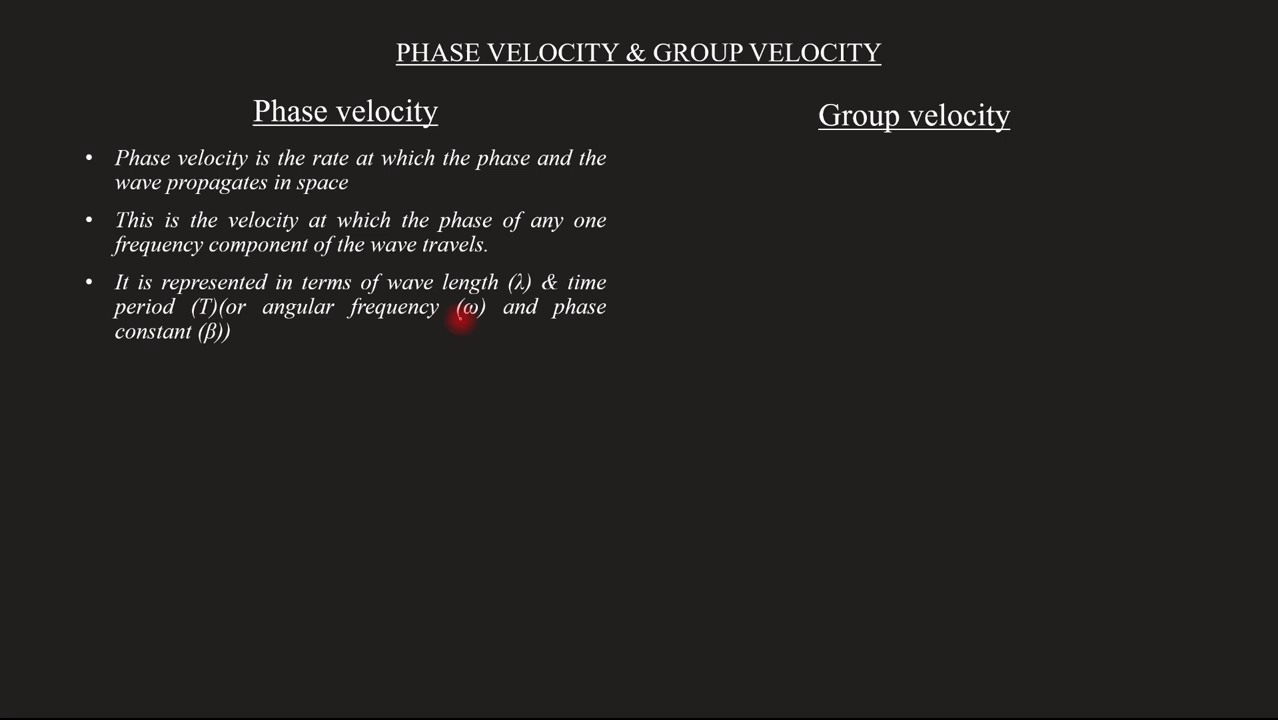 PHASE VELOCITY & GROUP VELOCITY
Phase velocity
• Phase velocity is the rate at which the phase and the
wave propagates in space
• This is the velocity at which the phase of any one
frequency component of the wave travels.
• It is represented in terms of wave length (λ) & time
period (T)(or angular frequency (ω) and phase
constant (β))
Group velocity